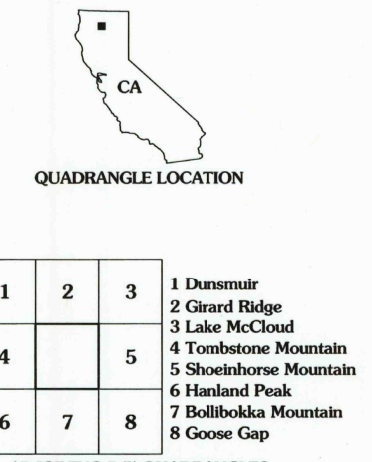 CA
QUADRANGLE LOCATION
1 2 3
4 5
6 7 8
1 Dunsmuir
2 Girard Ridge
3 Lake McCloud
4 Tombstone Mountain
5 Shoeinhorse Mountain
6 Hanland Peak
7 Bollibokka Mountain
8 Goose Gap